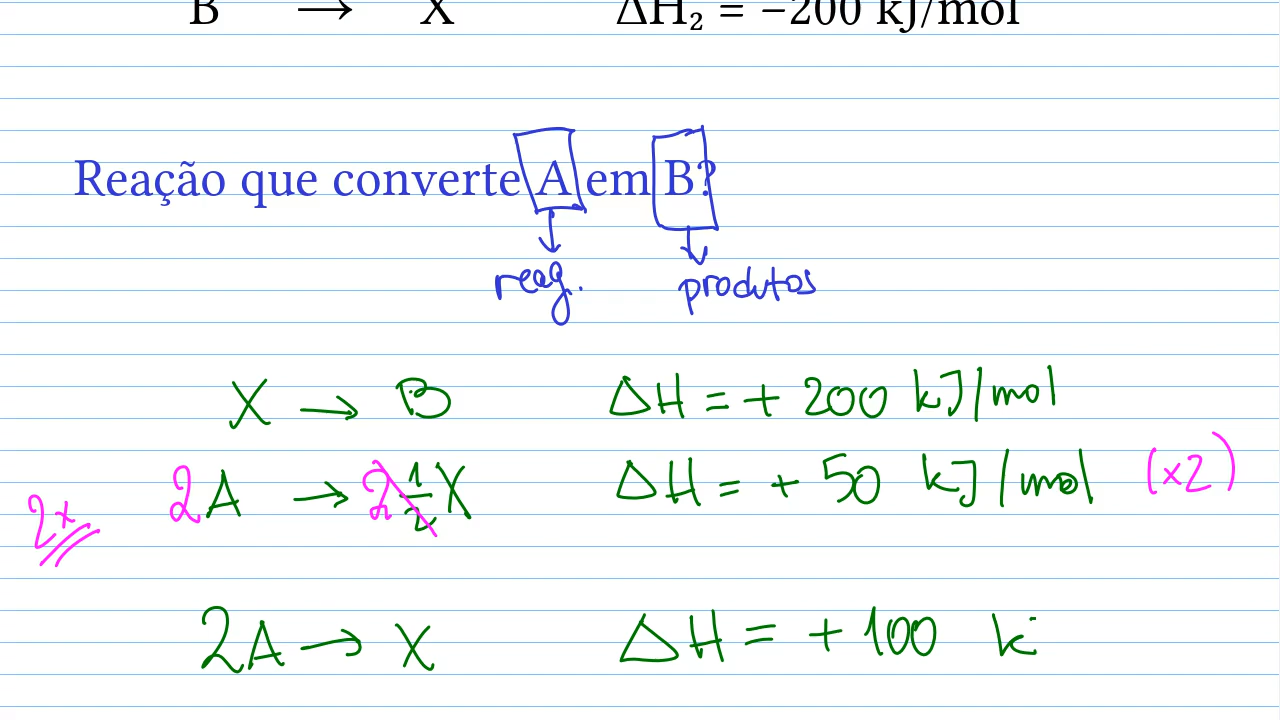 B → X ΔH₂ = −200 kJ/mol
Reação que converte A em B?
reag. produtos
X → B ΔH = + 200 kJ/mol
2A → 2 1/2 X ΔH = + 50 kJ/mol (x2)
2x
2A → X ΔH = + 100 k